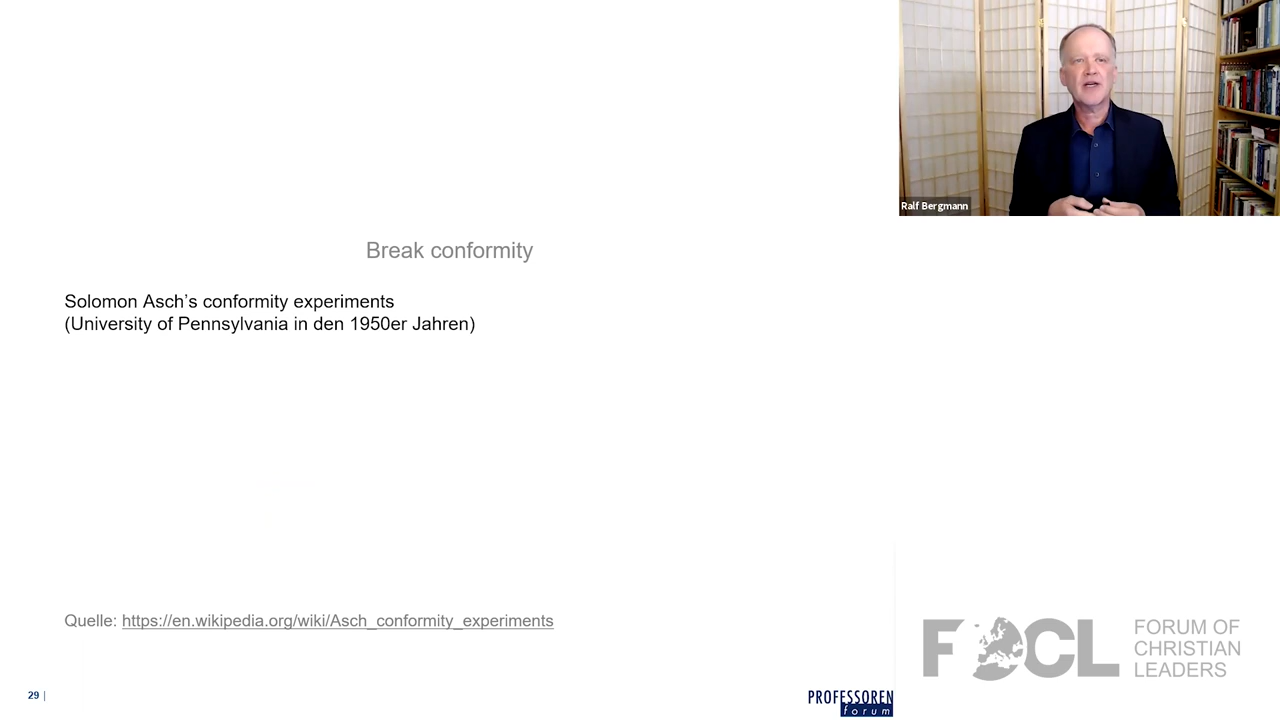 Ralf Bergmann
Break conformity
Solomon Asch’s conformity experiments
(University of Pennsylvania in den 1950er Jahren)
Quelle: https://en.wikipedia.org/wiki/Asch_conformity_experiments
29 |
PROFESSOREN
forum
FOCL
FORUM OF
CHRISTIAN
LEADERS